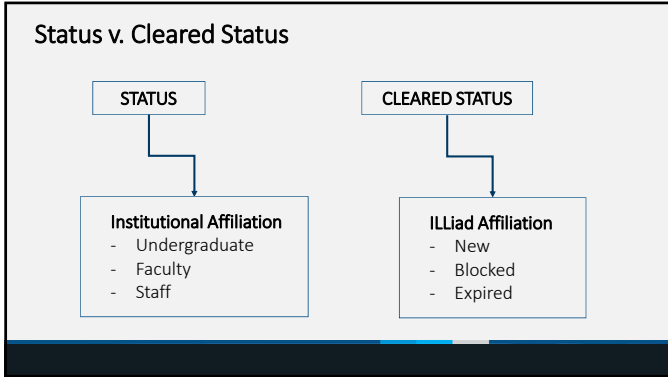 Status v. Cleared Status
STATUS
CLEARED STATUS
Institutional Affiliation
- Undergraduate
- Faculty
- Staff
ILLiad Affiliation
- New
- Blocked
- Expired